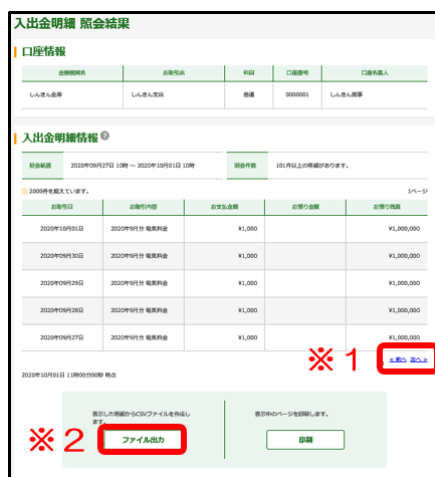 入出金明細 照会結果
口座情報
金融機関名 お取引店 科目 口座番号 口座名義人
しんきん金庫 しんきん支店 普通 0000001 しんきん商事
入出金明細情報
照会範囲 2020年09月27日 10時 ～ 2020年10月01日 10時 明細件数 101件以上の明細があります。
2000件を超えています。 1ページ
お取引日 お取引内容 お支払金額 お預り金額 お預り残高
2020年10月01日 2020年9月分 電気料金 ¥1,000 ¥1,000,000
2020年09月30日 2020年9月分 電気料金 ¥1,000 ¥1,000,000
2020年09月29日 2020年9月分 電気料金 ¥1,000 ¥1,000,000
2020年09月28日 2020年9月分 電気料金 ¥1,000 ¥1,000,000
2020年09月27日 2020年9月分 電気料金 ¥1,000 ¥1,000,000
※１ < 前へ 次へ >
2020年10月01日 11時00分00秒 時点
表示した明細からCSVファイルを作成し
ます。
表示中のページを印刷します。
※２ ファイル出力 印刷